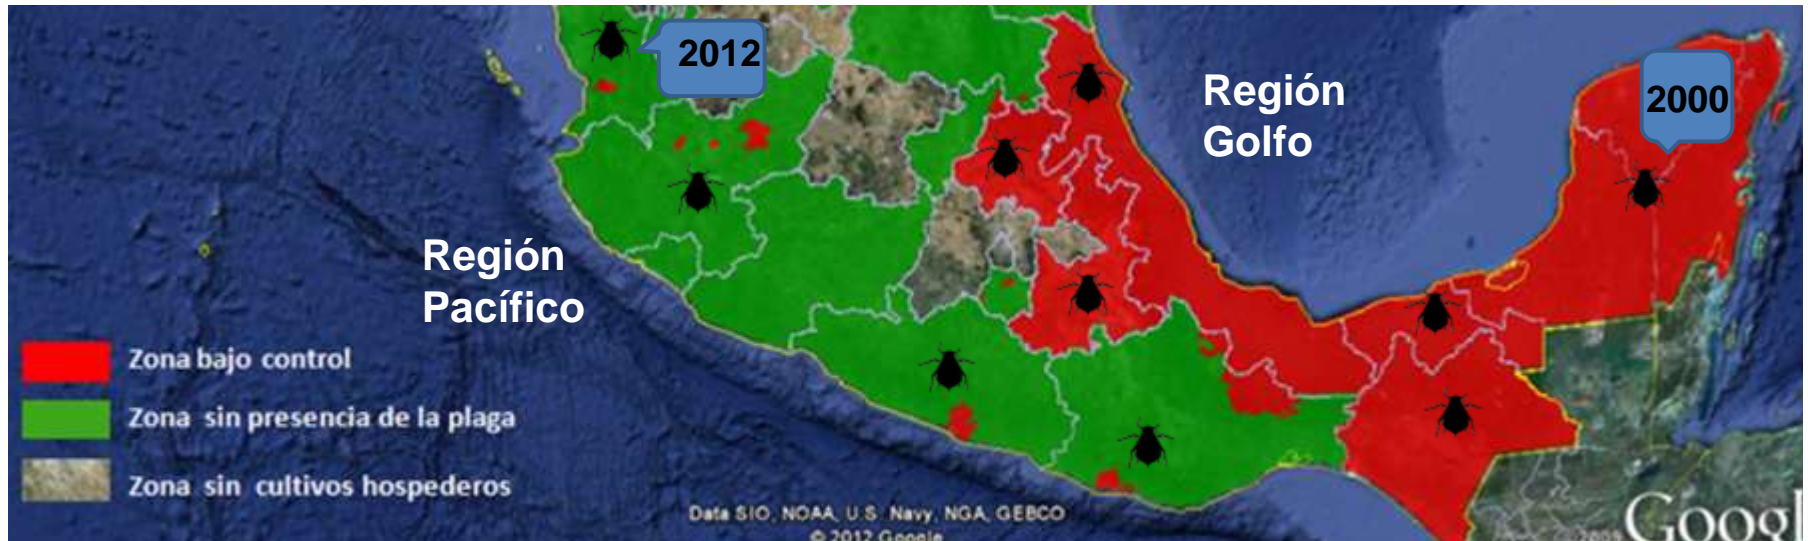 2012
2000
Región
Golfo
Región
Pacífico
Zona bajo control
Zona sin presencia de la plaga
Zona sin cultivos hospederos
Data SIO, NOAA, U.S. Navy, NGA, GEBCO
© 2012 Google
Googl